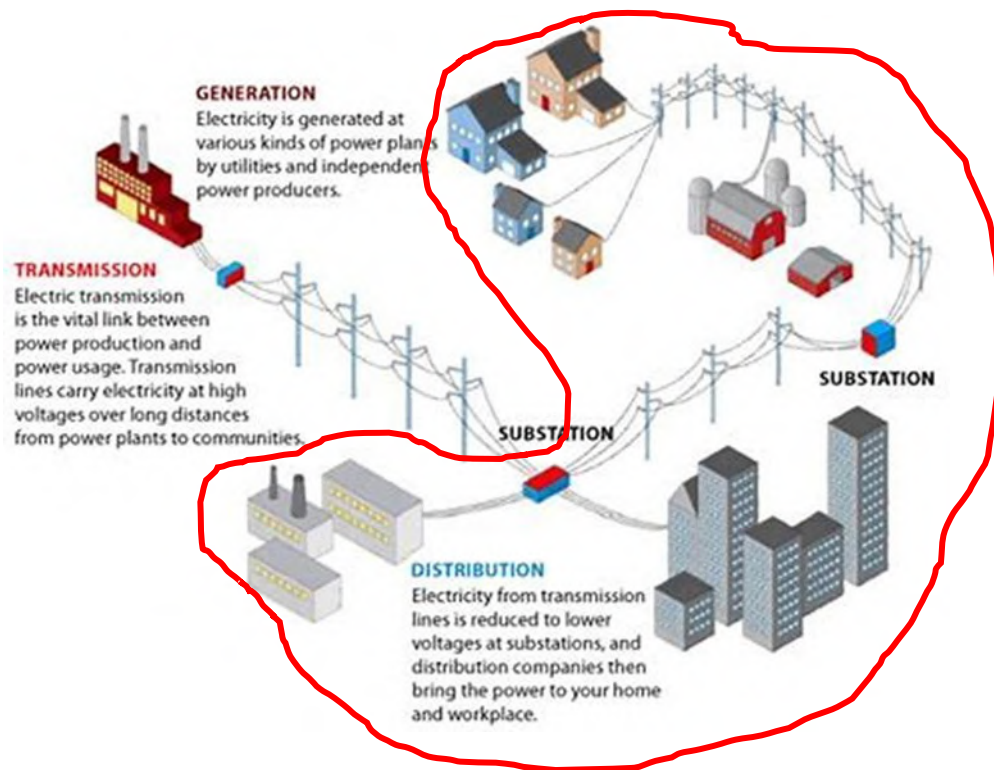 GENERATION
Electricity is generated at
various kinds of power plants
by utilities and independent
power producers.
TRANSMISSION
Electric transmission
is the vital link between
power production and
power usage. Transmission
lines carry electricity at high
voltages over long distances
from power plants to communities.
SUBSTATION
SUBSTATION
DISTRIBUTION
Electricity from transmission
lines is reduced to lower
voltages at substations, and
distribution companies then
bring the power to your home
and workplace.